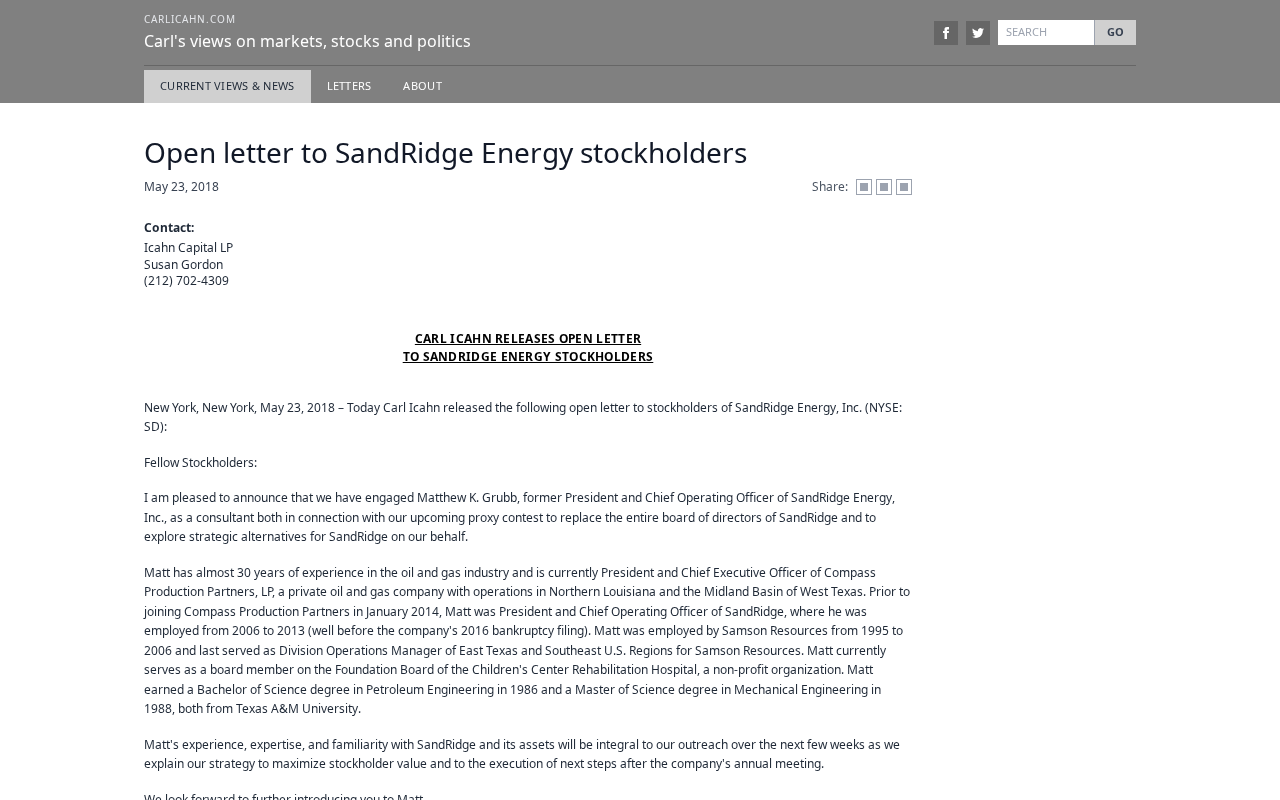 CARLICAHN.COM
Carl's views on markets, stocks and politics
SEARCH
GO
CURRENT VIEWS & NEWS
LETTERS
ABOUT
Open letter to SandRidge Energy stockholders
May 23, 2018
Share:
Contact:
Icahn Capital LP
Susan Gordon
(212) 702-4309
CARL ICAHN RELEASES OPEN LETTER
TO SANDRIDGE ENERGY STOCKHOLDERS
New York, New York, May 23, 2018 – Today Carl Icahn released the following open letter to stockholders of SandRidge Energy, Inc. (NYSE:
SD):
Fellow Stockholders:
I am pleased to announce that we have engaged Matthew K. Grubb, former President and Chief Operating Officer of SandRidge Energy,
Inc., as a consultant both in connection with our upcoming proxy contest to replace the entire board of directors of SandRidge and to
explore strategic alternatives for SandRidge on our behalf.
Matt has almost 30 years of experience in the oil and gas industry and is currently President and Chief Executive Officer of Compass
Production Partners, LP, a private oil and gas company with operations in Northern Louisiana and the Midland Basin of West Texas. Prior to
joining Compass Production Partners in January 2014, Matt was President and Chief Operating Officer of SandRidge, where he was
employed from 2006 to 2013 (well before the company's 2016 bankruptcy filing). Matt was employed by Samson Resources from 1995 to
2006 and last served as Division Operations Manager of East Texas and Southeast U.S. Regions for Samson Resources. Matt currently
serves as a board member on the Foundation Board of the Children's Center Rehabilitation Hospital, a non-profit organization. Matt
earned a Bachelor of Science degree in Petroleum Engineering in 1986 and a Master of Science degree in Mechanical Engineering in
1988, both from Texas A&M University.
Matt's experience, expertise, and familiarity with SandRidge and its assets will be integral to our outreach over the next few weeks as we
explain our strategy to maximize stockholder value and to the execution of next steps after the company's annual meeting.
We look forward to further introducing you to Matt.